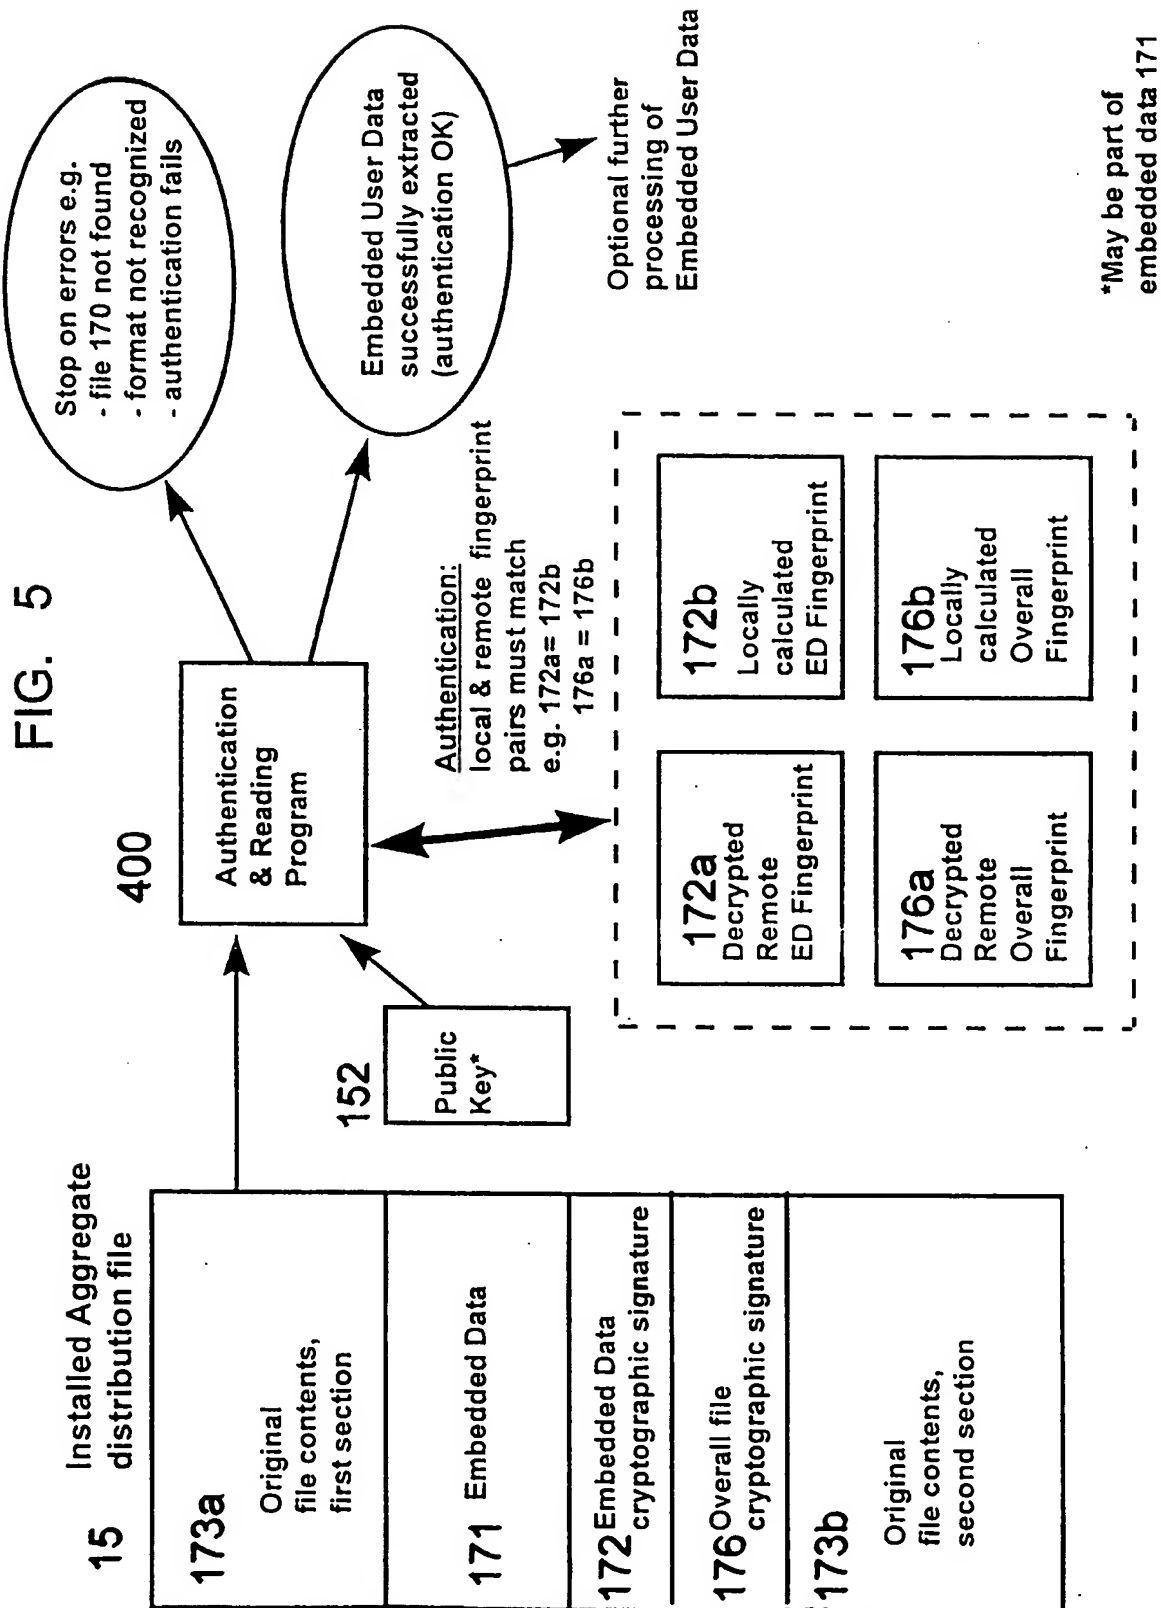 FIG. 5
15
Installed Aggregate
distribution file
173a
Original
file contents,
first section
171 Embedded Data
172 Embedded Data
cryptographic signature
176 Overall file
cryptographic signature
173b
Original
file contents,
second section
152
Public
Key*
400
Authentication
& Reading
Program
Stop on errors e.g.
- file 170 not found
- format not recognized
- authentication fails
Embedded User Data
successfully extracted
(authentication OK)
Optional further
processing of
Embedded User Data
Authentication:
local & remote fingerprint
pairs must match
e.g. 172a= 172b
176a = 176b
172a
Decrypted
Remote
ED Fingerprint
172b
Locally
calculated
ED Fingerprint
176a
Decrypted
Remote
Overall
Fingerprint
176b
Locally
calculated
Overall
Fingerprint
*May be part of
embedded data 171